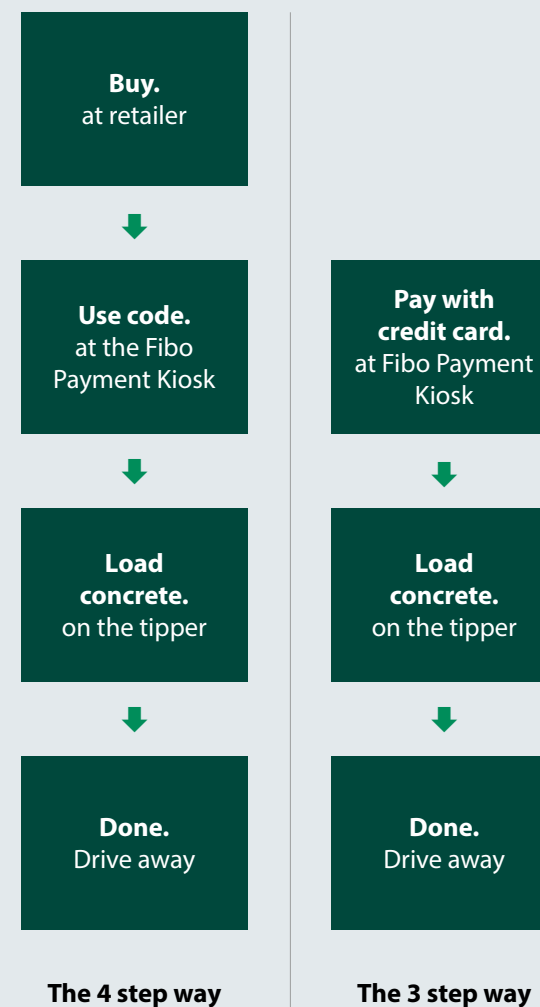 Buy.
at retailer
Use code.
at the Fibo
Payment Kiosk
Load
concrete.
on the tipper
Done.
Drive away
The 4 step way
Pay with
credit card.
at Fibo Payment
Kiosk
Load
concrete.
on the tipper
Done.
Drive away
The 3 step way